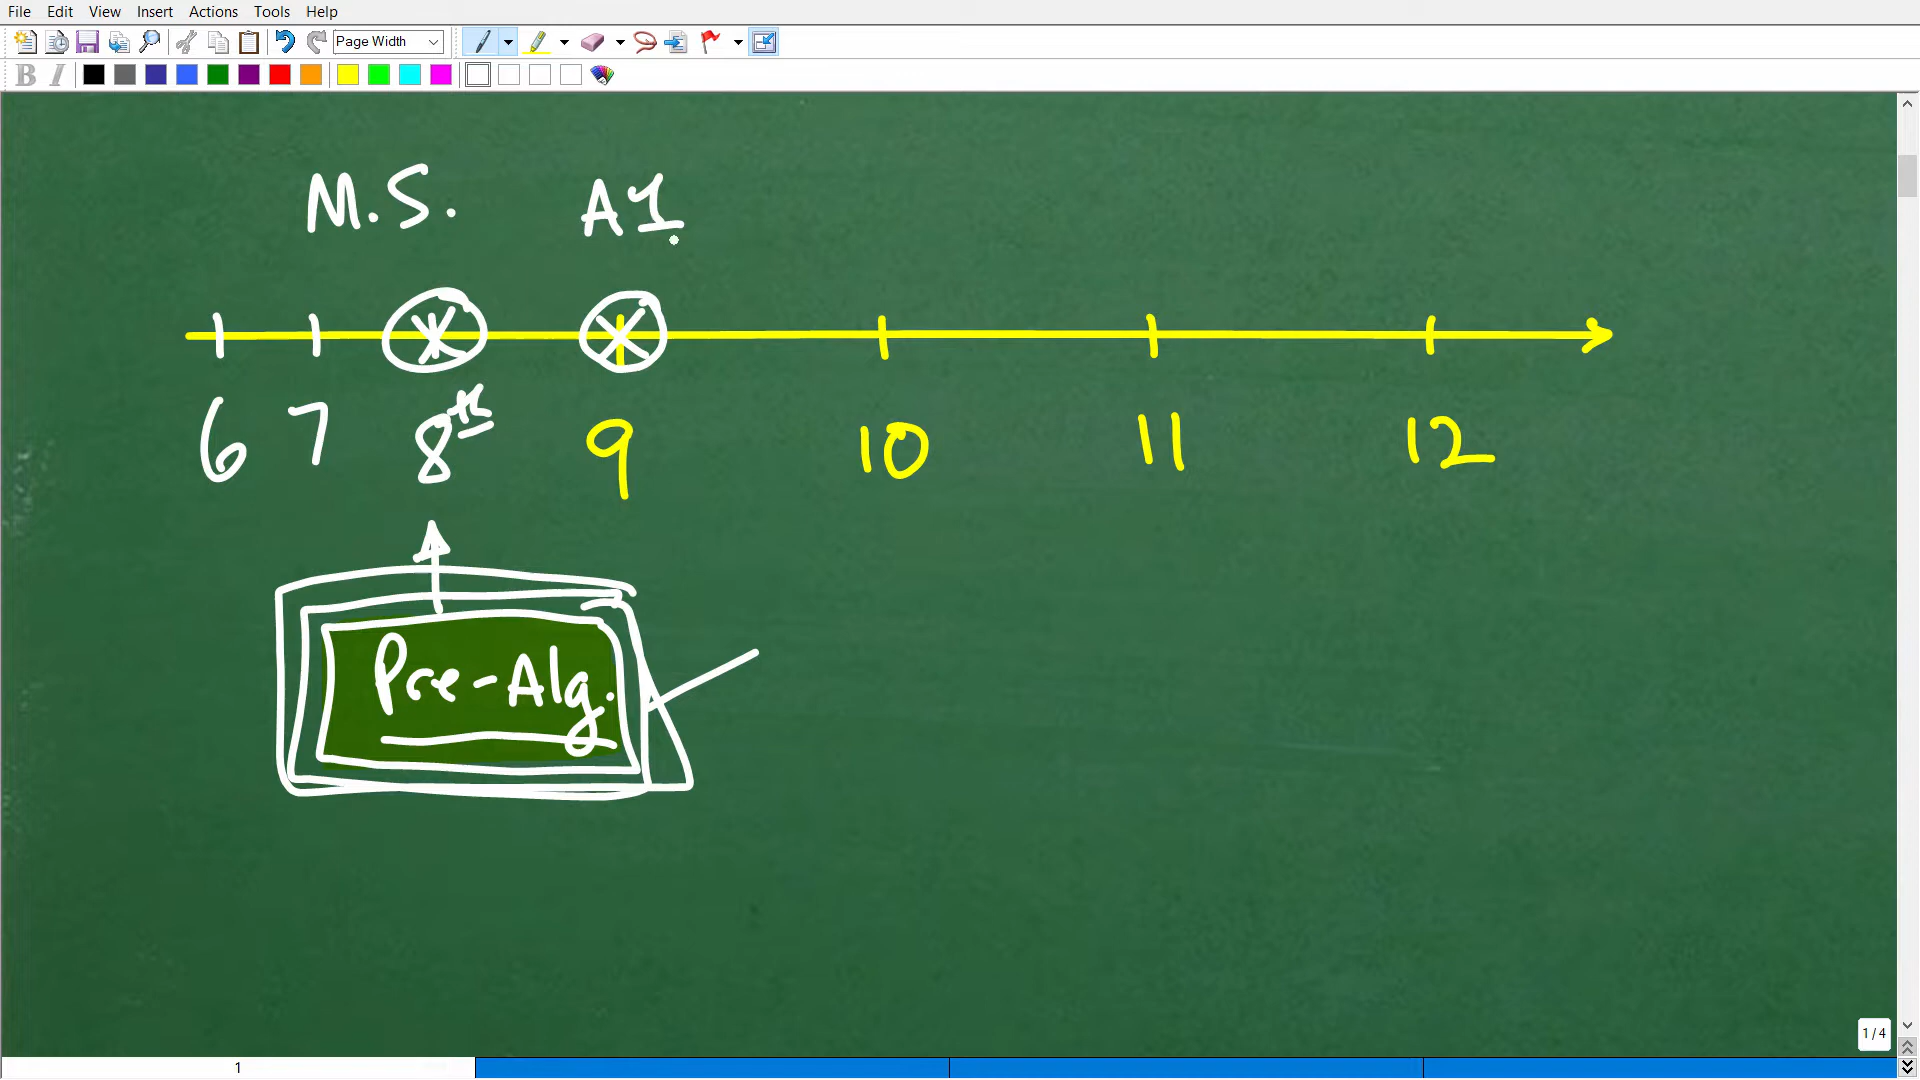 File Edit View Insert Actions Tools Help
Page Width
B I
M.S. A1
6 7 8th 9 10 11 12
Pre-Alg.
1 / 4
1